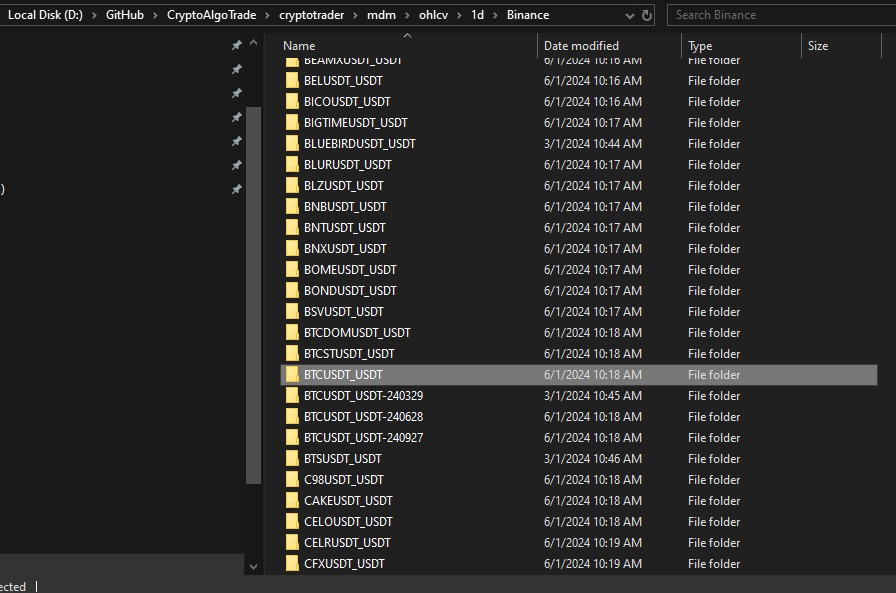 Local Disk (D:) > GitHub > CryptoAlgoTrade > cryptotrader > mdm > ohlcv > 1d > Binance Search Binance
Name Date modified Type Size
BEAMXUSDT_USDT 6/1/2024 10:16 AM File folder
BELUSDT_USDT 6/1/2024 10:16 AM File folder
BICOUSDT_USDT 6/1/2024 10:16 AM File folder
BIGTIMEUSDT_USDT 6/1/2024 10:17 AM File folder
BLUEBIRDUSDT_USDT 3/1/2024 10:44 AM File folder
BLURUSDT_USDT 6/1/2024 10:17 AM File folder
)
BLZUSDT_USDT 6/1/2024 10:17 AM File folder
BNBUSDT_USDT 6/1/2024 10:17 AM File folder
BNTUSDT_USDT 6/1/2024 10:17 AM File folder
BNXUSDT_USDT 6/1/2024 10:17 AM File folder
BOMEUSDT_USDT 6/1/2024 10:17 AM File folder
BONDUSDT_USDT 6/1/2024 10:17 AM File folder
BSVUSDT_USDT 6/1/2024 10:17 AM File folder
BTCDOMUSDT_USDT 6/1/2024 10:18 AM File folder
BTCSTUSDT_USDT 6/1/2024 10:18 AM File folder
BTCUSDT_USDT 6/1/2024 10:18 AM File folder
BTCUSDT_USDT-240329 3/1/2024 10:45 AM File folder
BTCUSDT_USDT-240628 6/1/2024 10:18 AM File folder
BTCUSDT_USDT-240927 6/1/2024 10:18 AM File folder
BTSUSDT_USDT 3/1/2024 10:46 AM File folder
C98USDT_USDT 6/1/2024 10:18 AM File folder
CAKEUSDT_USDT 6/1/2024 10:18 AM File folder
CELOUSDT_USDT 6/1/2024 10:18 AM File folder
CELRUSDT_USDT 6/1/2024 10:19 AM File folder
CFXUSDT_USDT 6/1/2024 10:19 AM File folder
ected